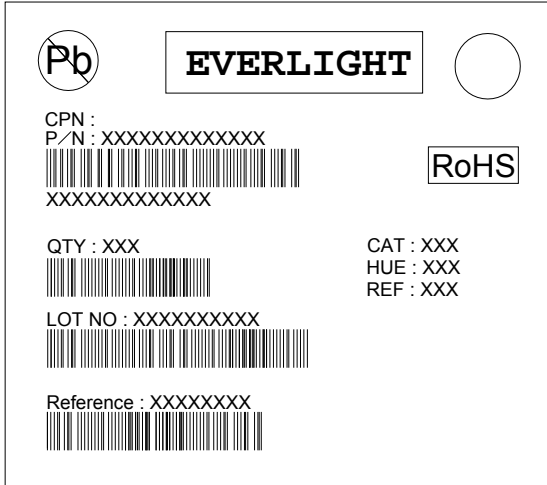 Pb
EVERLIGHT
CPN :
P/N : XXXXXXXXXXXXX
RoHS
XXXXXXXXXXXXX
QTY : XXX
CAT : XXX
HUE : XXX
REF : XXX
LOT NO : XXXXXXXXXX
Reference : XXXXXXXX